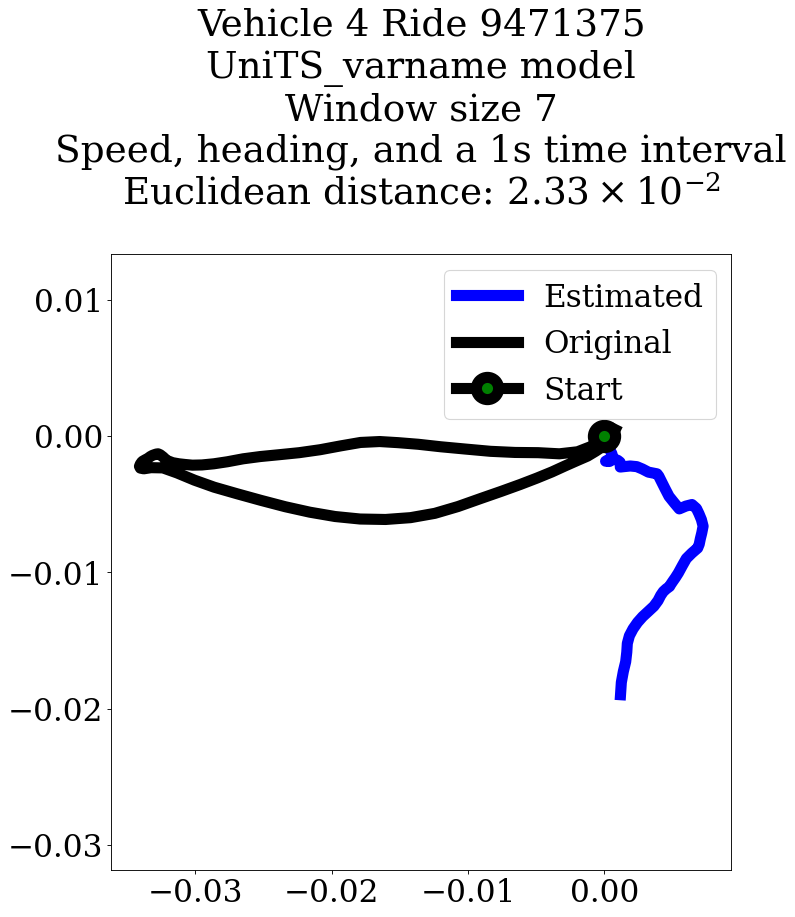 Vehicle 4 Ride 9471375
UniTS_varname model
Window size 7
Speed, heading, and a 1s time interval
Euclidean distance: 2.33 × 10⁻²
Estimated
Original
Start
0.01
0.00
−0.01
−0.02
−0.03
−0.03
−0.02
−0.01
0.00